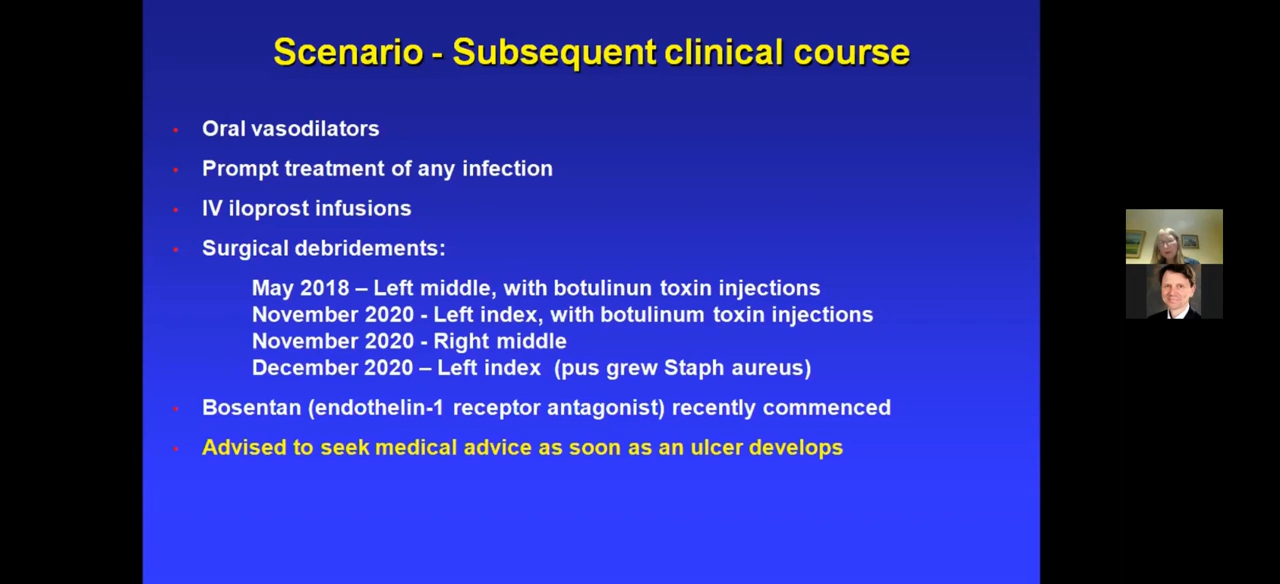 Scenario - Subsequent clinical course
• Oral vasodilators
• Prompt treatment of any infection
• IV iloprost infusions
• Surgical debridements:
May 2018 – Left middle, with botulinun toxin injections
November 2020 - Left index, with botulinum toxin injections
November 2020 - Right middle
December 2020 – Left index (pus grew Staph aureus)
• Bosentan (endothelin-1 receptor antagonist) recently commenced
• Advised to seek medical advice as soon as an ulcer develops